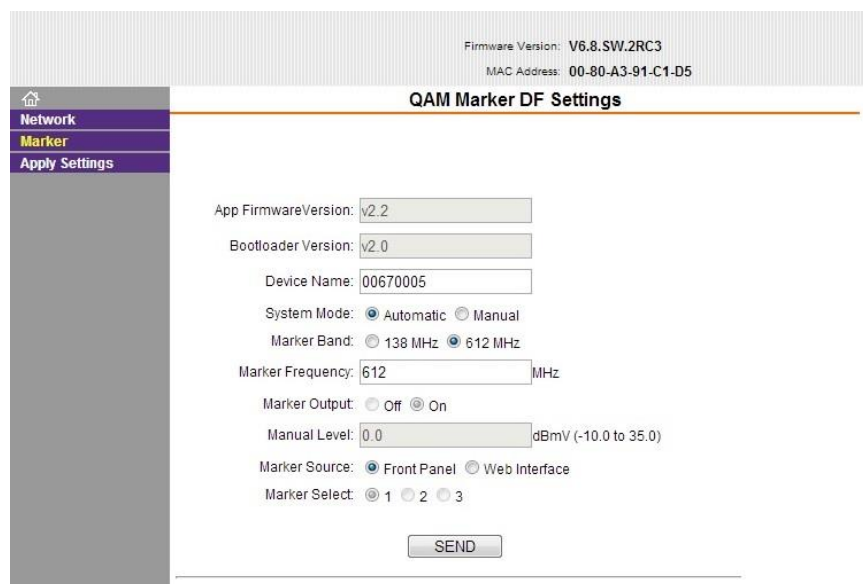 Firmware Version: V6.8.SW.2RC3
MAC Address: 00-80-A3-91-C1-D5
QAM Marker DF Settings
Network
Marker
Apply Settings
App FirmwareVersion: v2.2
Bootloader Version: v2.0
Device Name: 00670005
System Mode: Automatic Manual
Marker Band: 138 MHz 612 MHz
Marker Frequency: 612 MHz
Marker Output: Off On
Manual Level: 0.0 dBmV (-10.0 to 35.0)
Marker Source: Front Panel Web Interface
Marker Select: 1 2 3
SEND